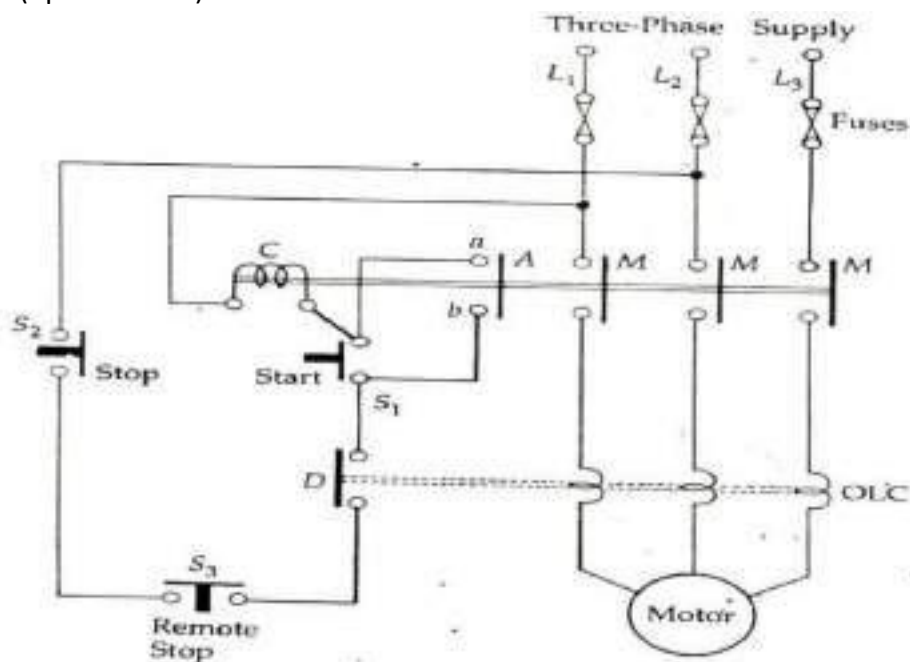 Three-Phase Supply
L₁ L₂ L₃
Fuses
C
a
A M M M
b
S₂
Stop
Start
S₁
D
OLC
S₃
Remote
Stop
Motor